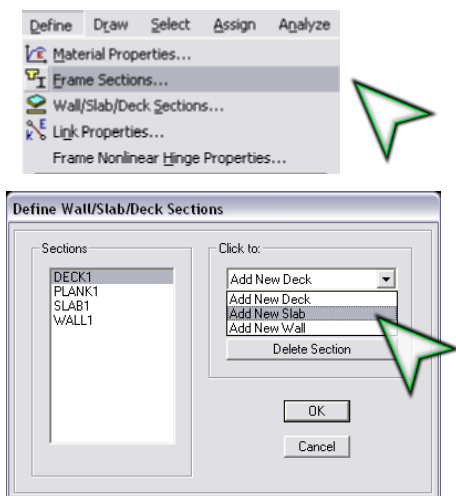 Define Draw Select Assign Analyze
Material Properties...
Frame Sections...
Wall/Slab/Deck Sections...
Link Properties...
Frame Nonlinear Hinge Properties...
Define Wall/Slab/Deck Sections
Sections
DECK1
PLANK1
SLAB1
WALL1
Click to:
Add New Deck
Add New Deck
Add New Slab
Add New Wall
Delete Section
OK
Cancel